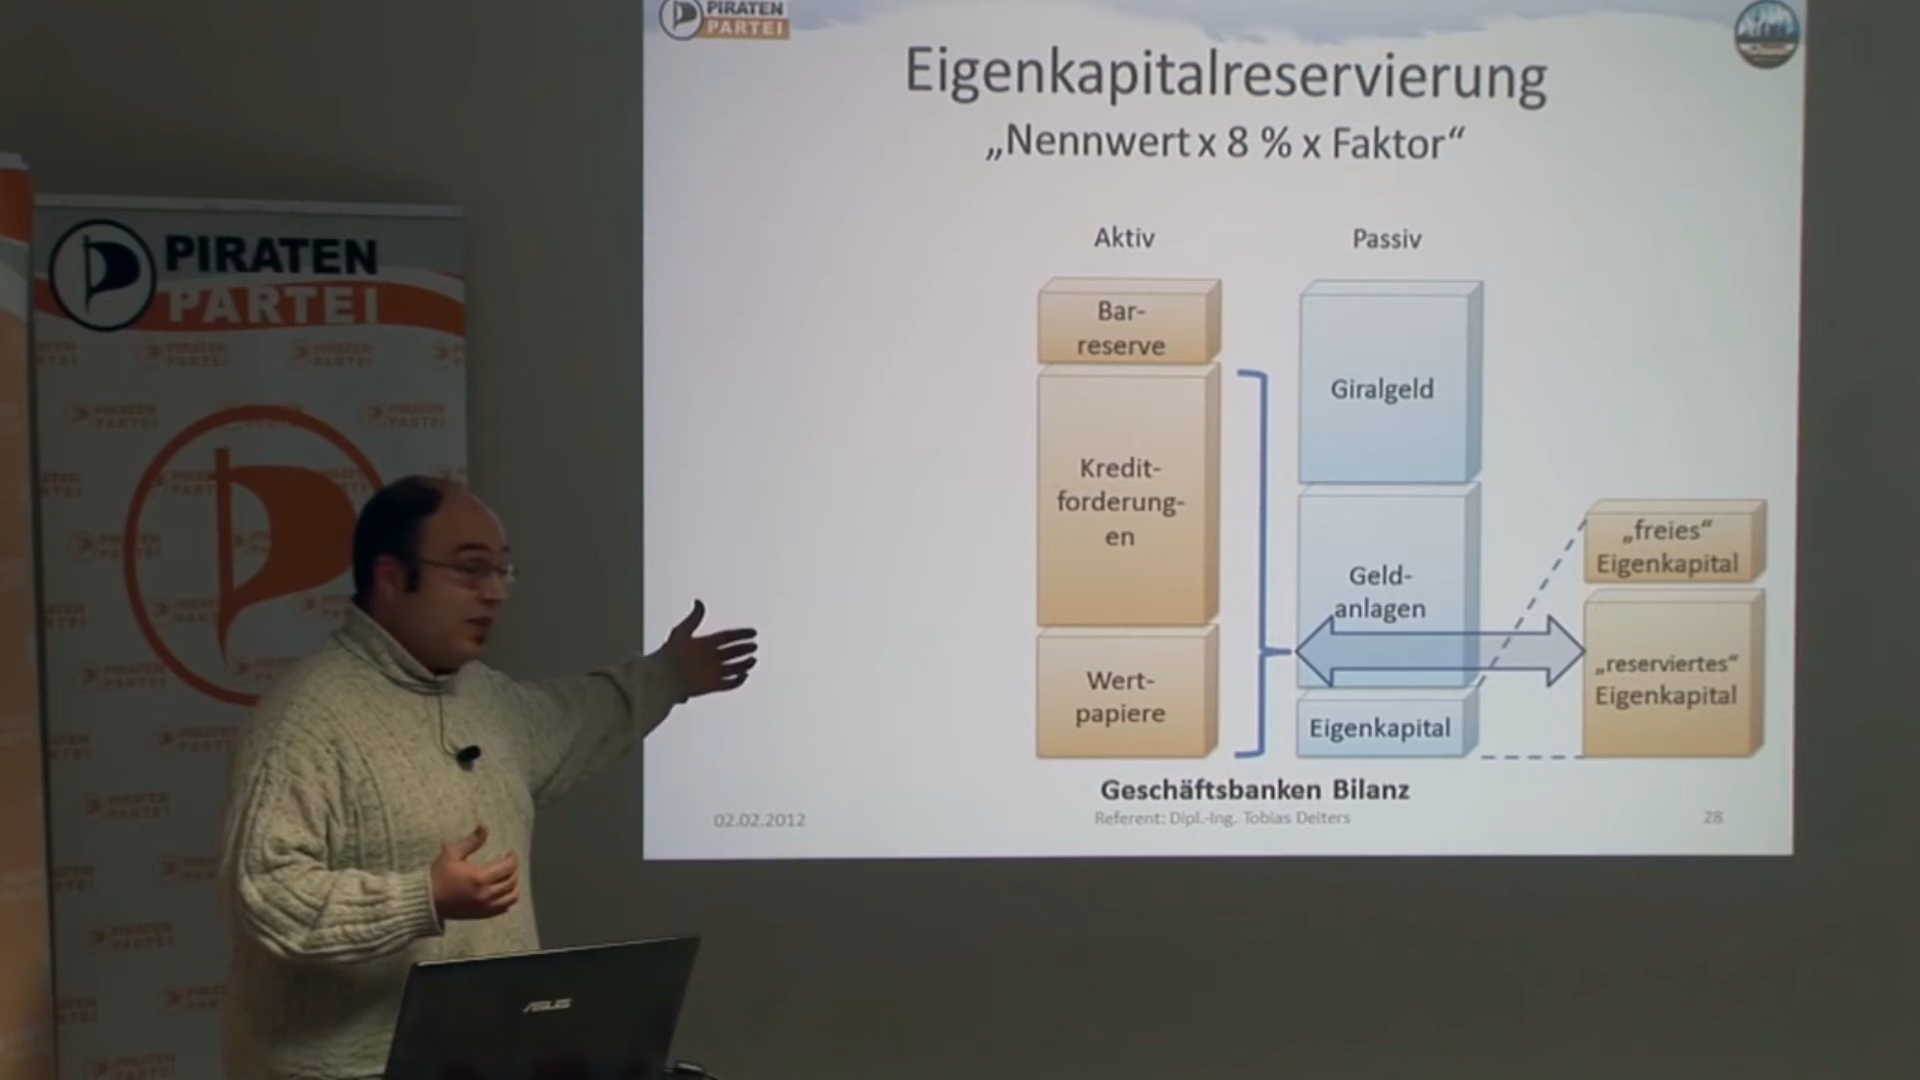 PIRATEN
PARTEI
Eigenkapitalreservierung
„Nennwert x 8 % x Faktor“
Aktiv
Passiv
Bar-
reserve
Kredit-
forderung-
en
Wert-
papiere
Giralgeld
Geld-
anlagen
Eigenkapital
„freies“
Eigenkapital
„reserviertes“
Eigenkapital
Geschäftsbanken Bilanz
02.02.2012
Referent: Dipl.-Ing. Tobias Deiters
28
PIRATEN
PARTEI
ASUS